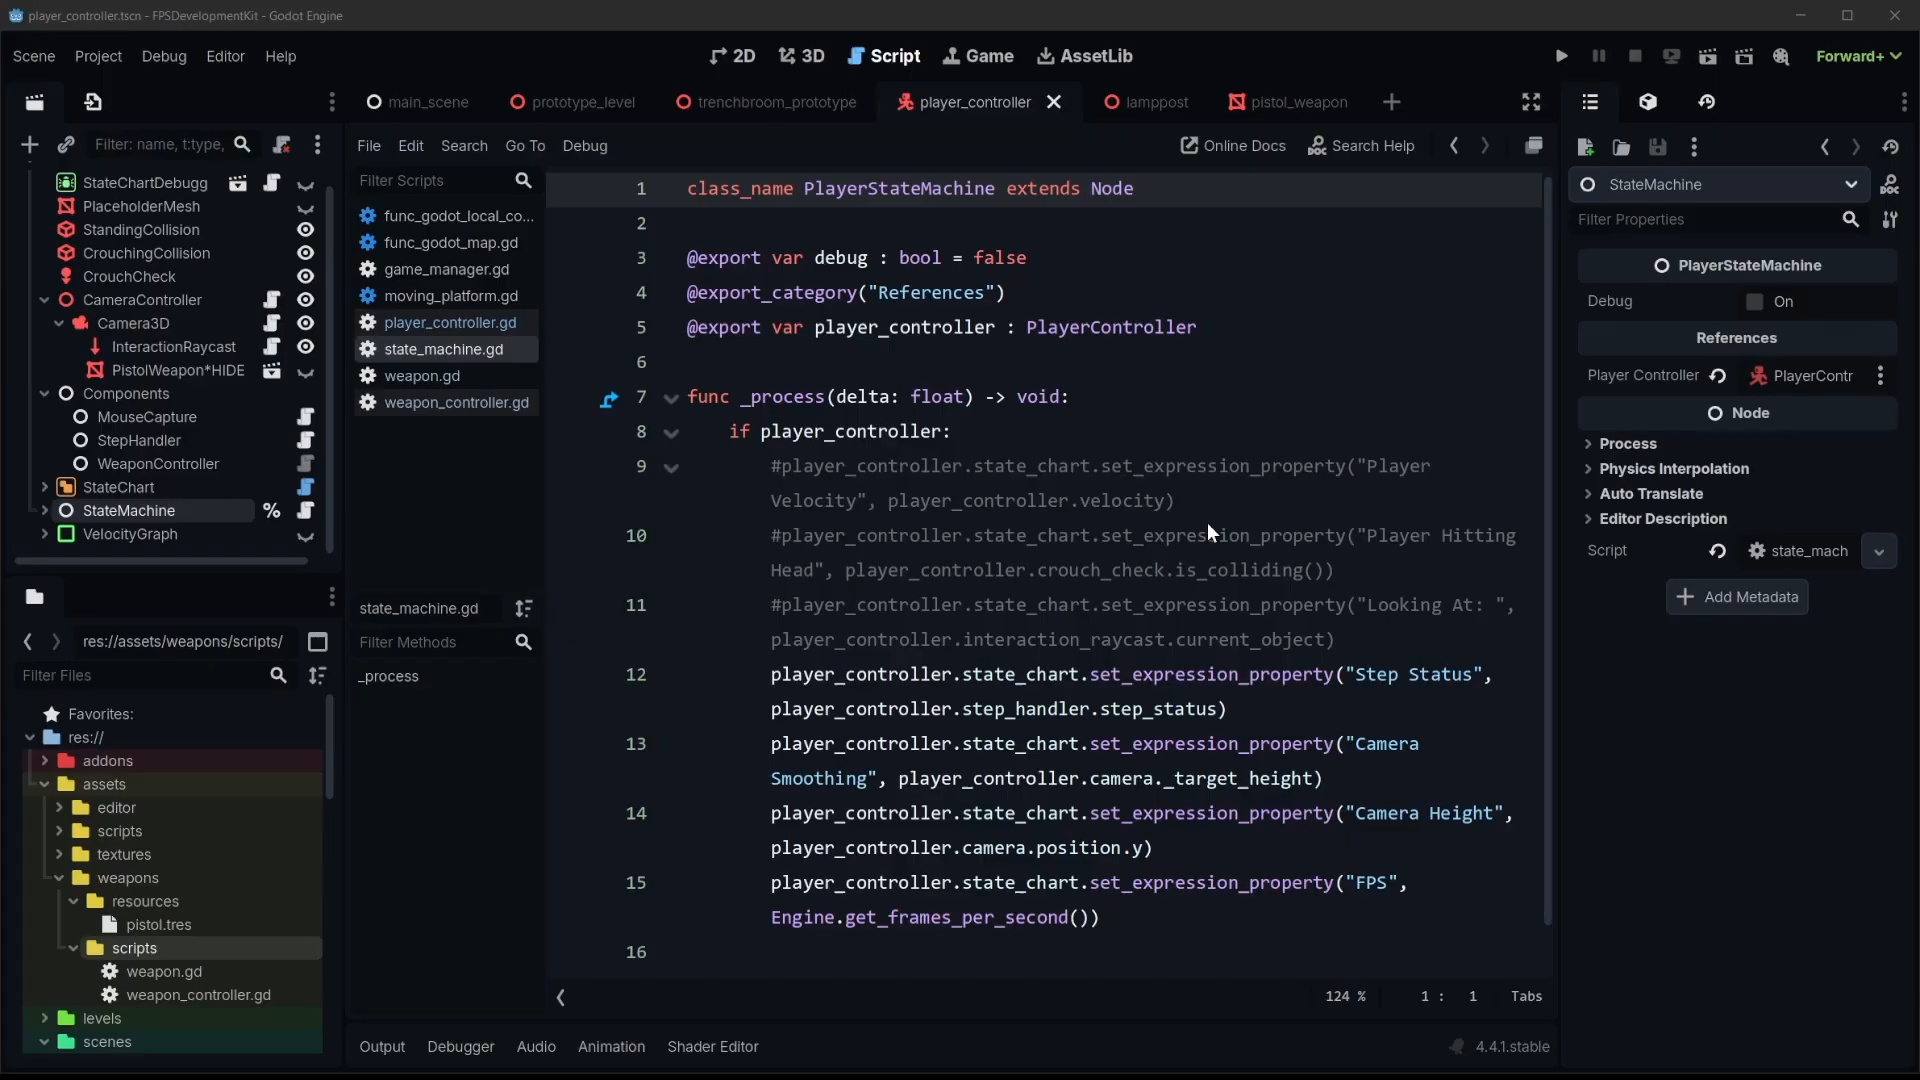 player_controller.tscn - FPSDevelopmentKit - Godot Engine
Scene Project Debug Editor Help
2D 3D Script Game AssetLib
Forward+
main_scene prototype_level trenchbroom_prototype player_controller lamppost pistol_weapon
Filter: name, t:type,
StateChartDebugg
PlaceholderMesh
StandingCollision
CrouchingCollision
CrouchCheck
CameraController
Camera3D
InteractionRaycast
PistolWeapon*HIDE
Components
MouseCapture
StepHandler
WeaponController
StateChart
StateMachine %
VelocityGraph
res://assets/weapons/scripts/
Filter Files
Favorites:
res://
addons
assets
editor
scripts
textures
weapons
resources
pistol.tres
scripts
weapon.gd
weapon_controller.gd
levels
scenes
File Edit Search Go To Debug
Online Docs Search Help
Filter Scripts
func_godot_local_co...
func_godot_map.gd
game_manager.gd
moving_platform.gd
player_controller.gd
state_machine.gd
weapon.gd
weapon_controller.gd
state_machine.gd
Filter Methods
_process
1 class_name PlayerStateMachine extends Node
2
3 @export var debug : bool = false
4 @export_category("References")
5 @export var player_controller : PlayerController
6
7 func _process(delta: float) -> void:
8 if player_controller:
9 #player_controller.state_chart.set_expression_property("Player
Velocity", player_controller.velocity)
10 #player_controller.state_chart.set_expression_property("Player Hitting
Head", player_controller.crouch_check.is_colliding())
11 #player_controller.state_chart.set_expression_property("Looking At: ",
player_controller.interaction_raycast.current_object)
12 player_controller.state_chart.set_expression_property("Step Status",
player_controller.step_handler.step_status)
13 player_controller.state_chart.set_expression_property("Camera
Smoothing", player_controller.camera._target_height)
14 player_controller.state_chart.set_expression_property("Camera Height",
player_controller.camera.position.y)
15 player_controller.state_chart.set_expression_property("FPS",
Engine.get_frames_per_second())
16
124 % 1 : 1 Tabs
Output Debugger Audio Animation Shader Editor
4.4.1.stable
StateMachine
Filter Properties
PlayerStateMachine
Debug On
References
Player Controller PlayerContr
Node
Process
Physics Interpolation
Auto Translate
Editor Description
Script state_mach
Add Metadata